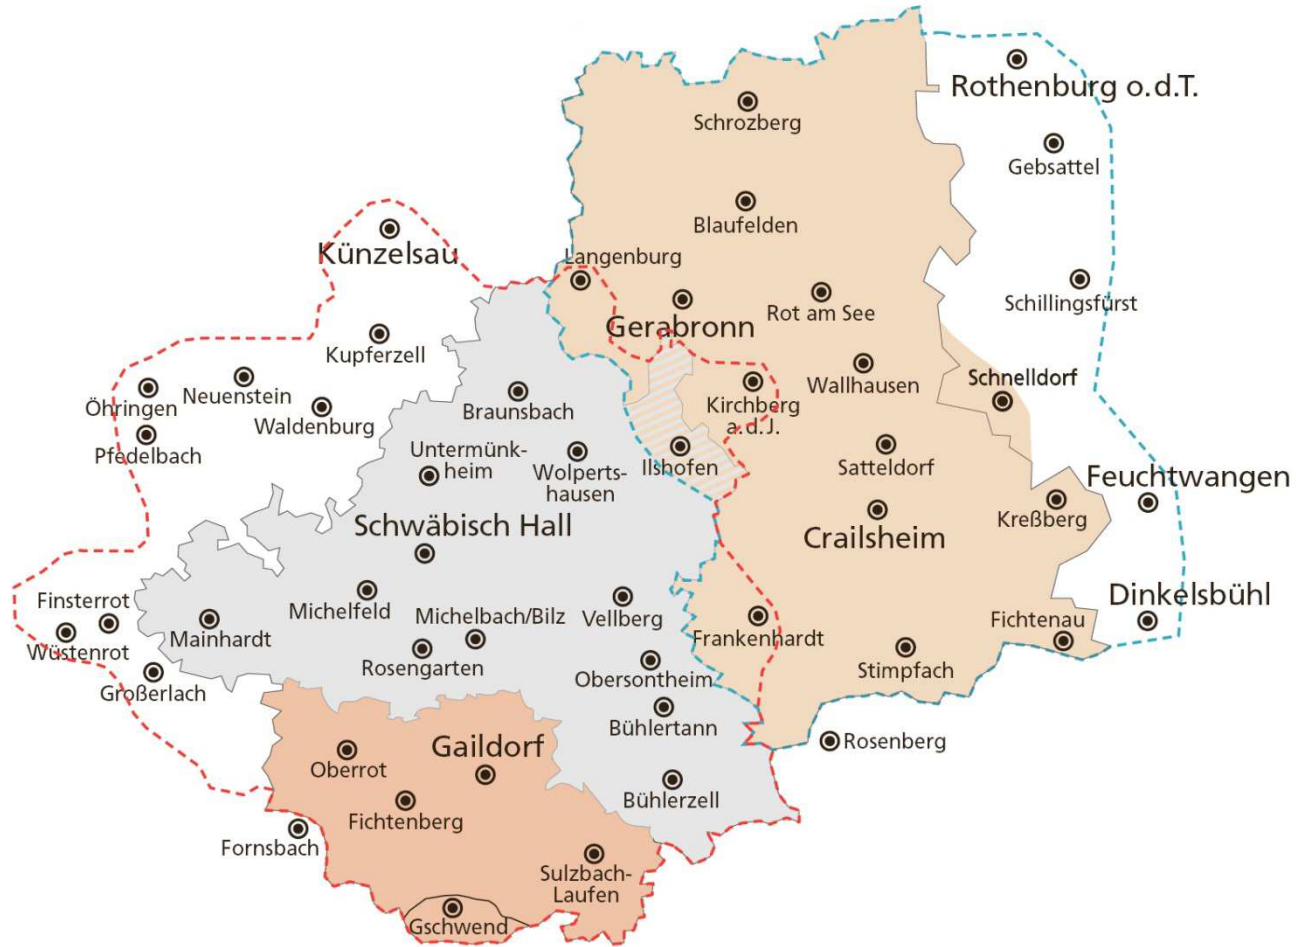 Rothenburg o.d.T.
Schrozberg
Gebsattel
Blaufelden
Künzelsau
Langenburg
Schillingsfürst
Rot am See
Gerabronn
Kupferzell
Schnelldorf
Wallhausen
Neuenstein
Öhringen
Braunsbach
Kirchberg
a.d.J.
Waldenburg
Pfedelbach
Untermünk-
heim
Wolperts-
hausen
Ilshofen
Satteldorf
Feuchtwangen
Kreßberg
Schwäbisch Hall
Crailsheim
Finsterrot
Dinkelsbühl
Michelfeld
Michelbach/Bilz
Vellberg
Fichtenau
Mainhardt
Frankenhardt
Wüstenrot
Rosengarten
Stimpfach
Obersontheim
Großerlach
Bühlertann
Rosenberg
Gaildorf
Oberrot
Bühlerzell
Fichtenberg
Fornsbach
Sulzbach-
Laufen
Gschwend